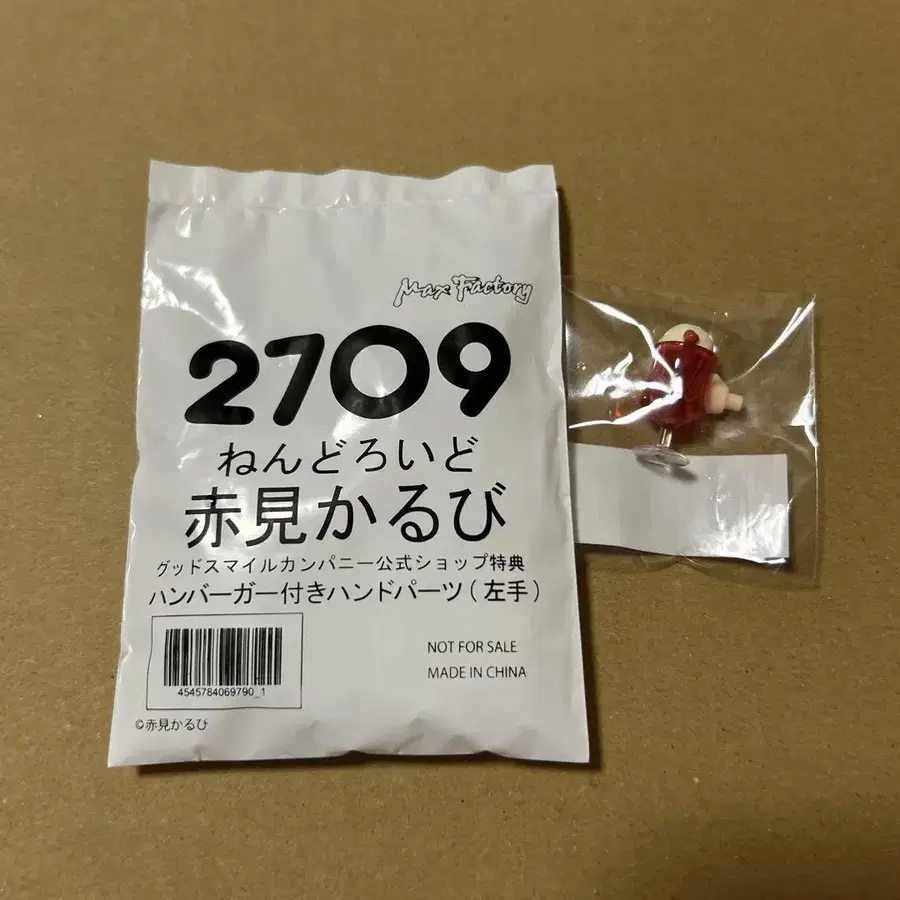 Max Factory
2709
ねんどろいど
赤見かるび
グッドスマイルカンパニー公式ショップ特典
ハンバーガー付きハンドパーツ(左手)
NOT FOR SALE
MADE IN CHINA
4545784069790_1
©赤見かるび